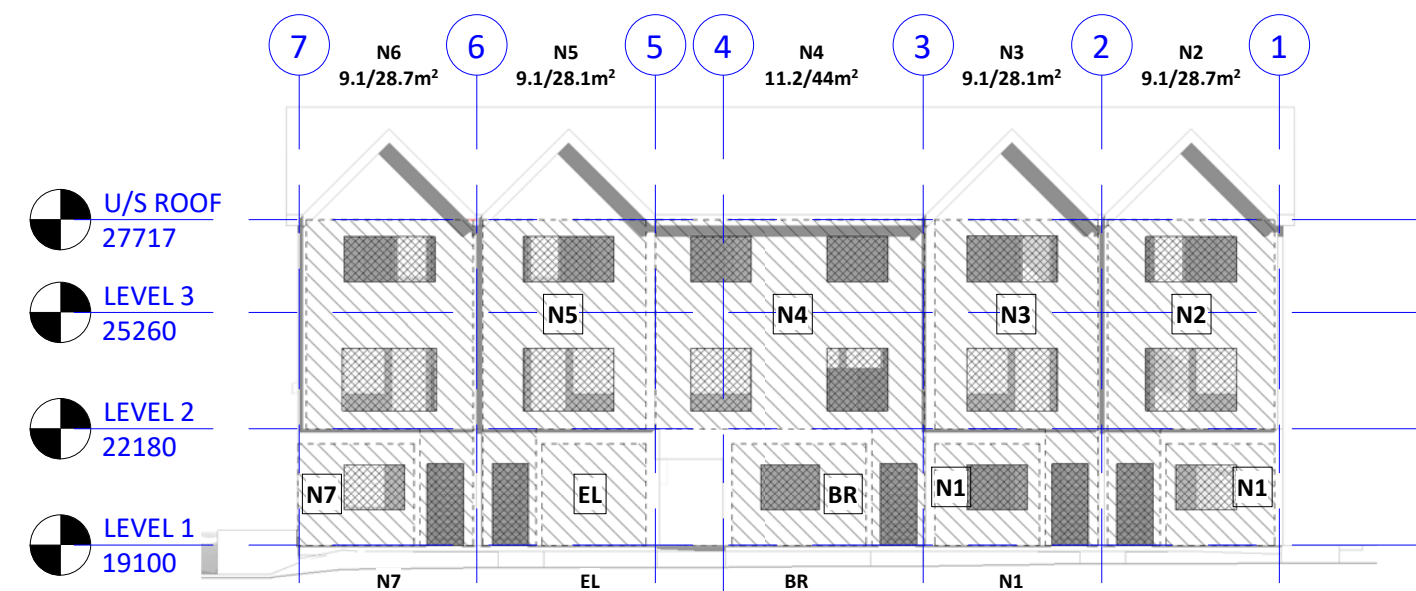 7
6
5
4
3
2
1
N6
9.1/28.7m²
N5
9.1/28.1m²
N4
11.2/44m²
N3
9.1/28.1m²
N2
9.1/28.7m²
U/S ROOF
27717
LEVEL 3
25260
N5
N4
N3
N2
LEVEL 2
22180
N7
EL
BR
N1
N1
LEVEL 1
19100
N7
EL
BR
N1